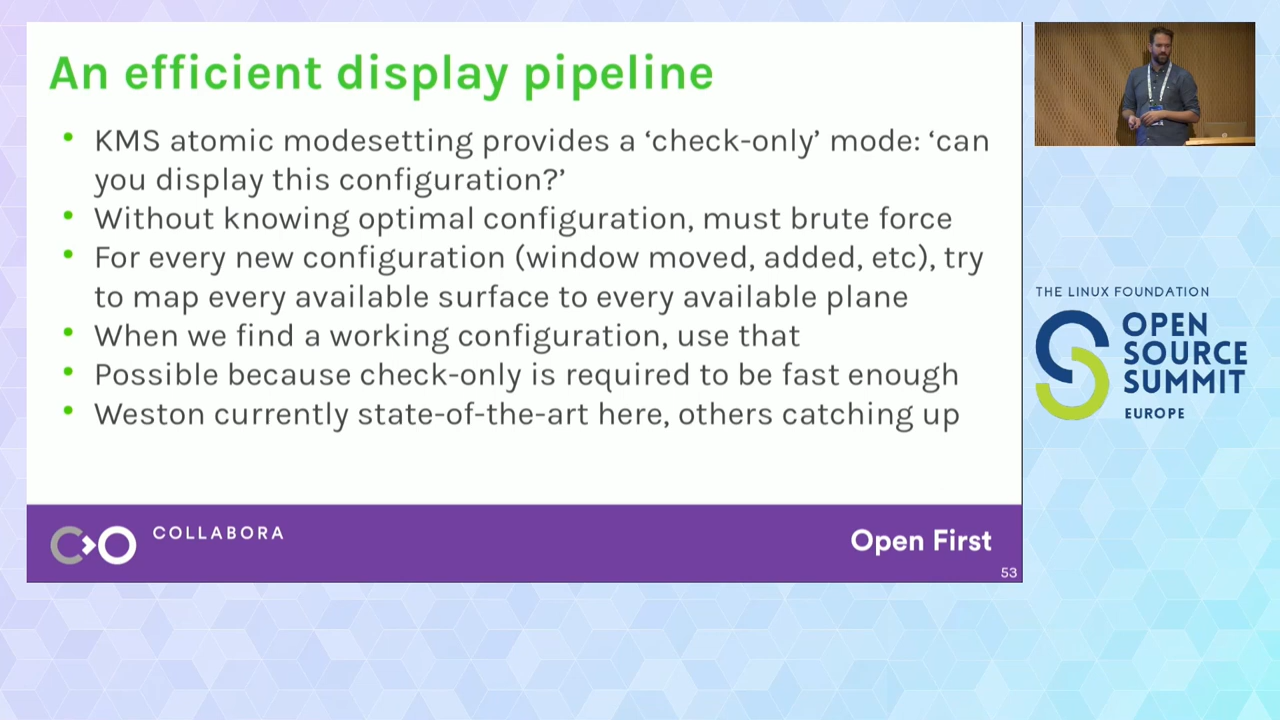 An efficient display pipeline
• KMS atomic modesetting provides a ‘check-only’ mode: ‘can
you display this configuration?’
• Without knowing optimal configuration, must brute force
• For every new configuration (window moved, added, etc), try
to map every available surface to every available plane
• When we find a working configuration, use that
• Possible because check-only is required to be fast enough
• Weston currently state-of-the-art here, others catching up
COLLABORA
Open First
53
THE LINUX FOUNDATION
OPEN
SOURCE
SUMMIT
EUROPE